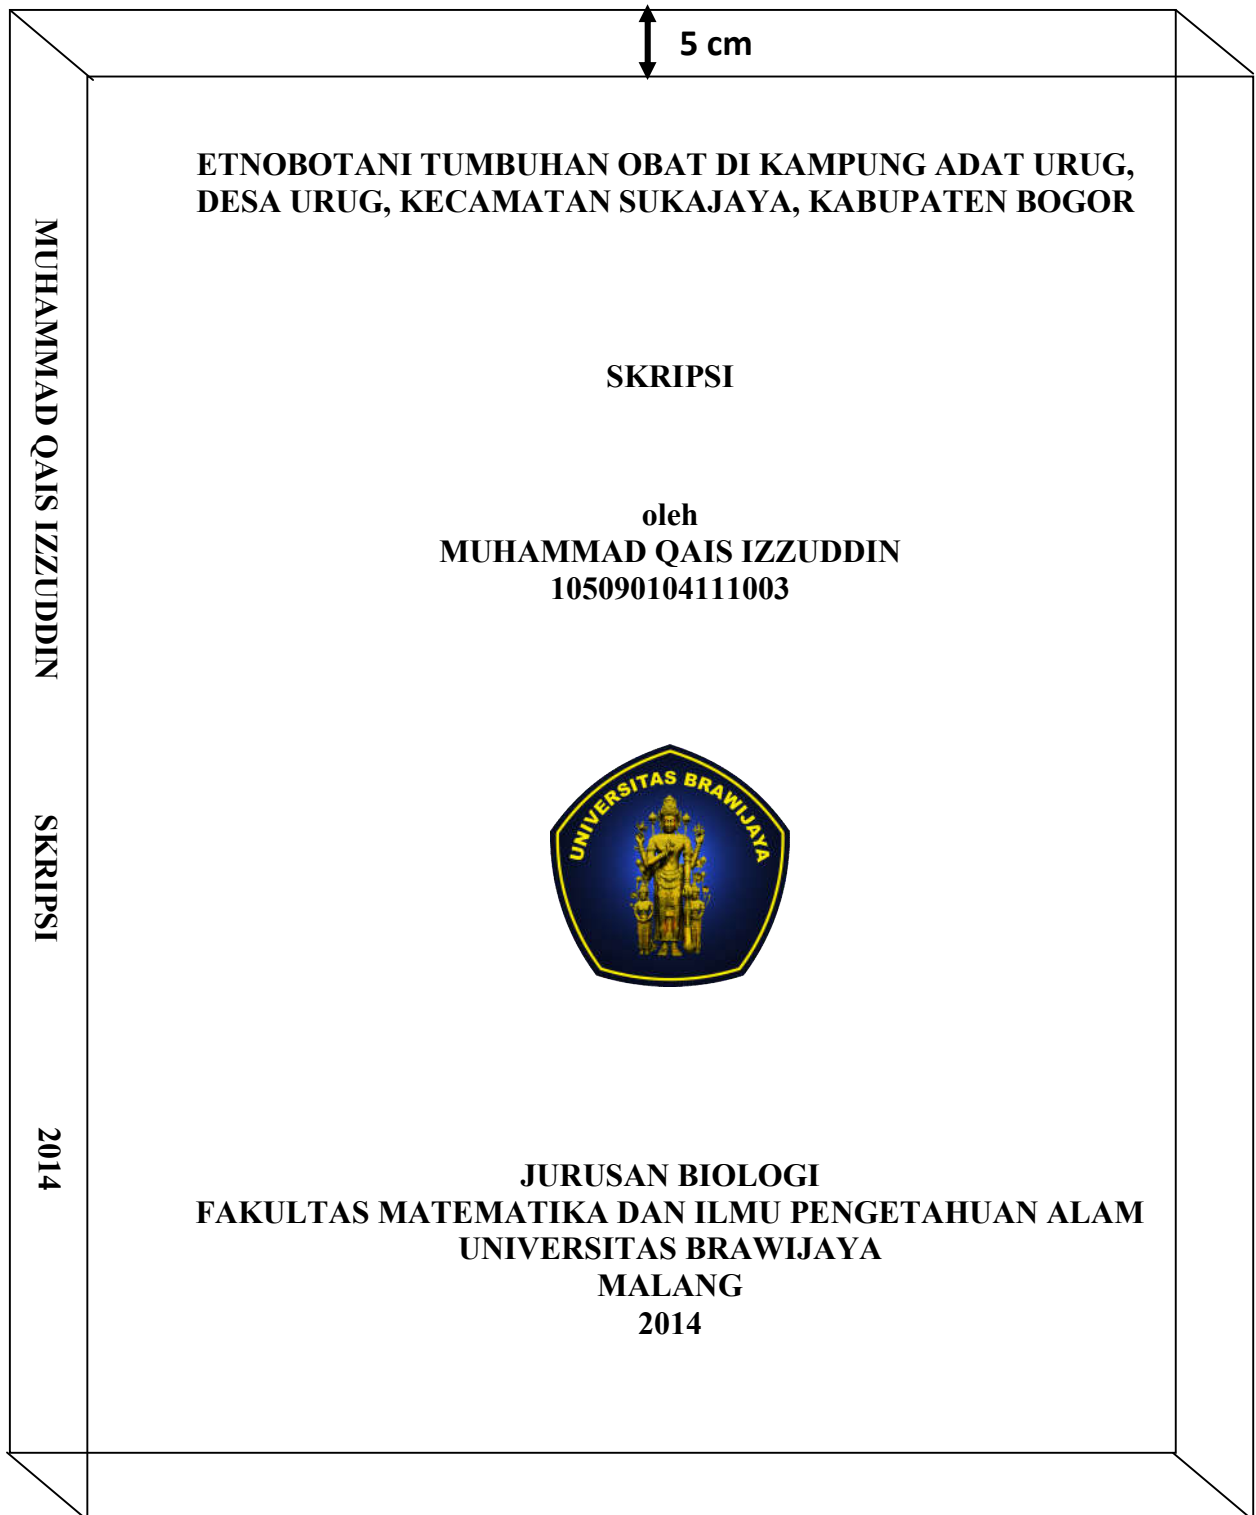 5 cm
ETNOBOTANI TUMBUHAN OBAT DI KAMPUNG ADAT URUG,
DESA URUG, KECAMATAN SUKAJAYA, KABUPATEN BOGOR
SKRIPSI
oleh
MUHAMMAD QAIS IZZUDDIN
105090104111003
UNIVERSITAS BRAWIJAYA
JURUSAN BIOLOGI
FAKULTAS MATEMATIKA DAN ILMU PENGETAHUAN ALAM
UNIVERSITAS BRAWIJAYA
MALANG
2014
MUHAMMAD QAIS IZZUDDIN SKRIPSI 2014